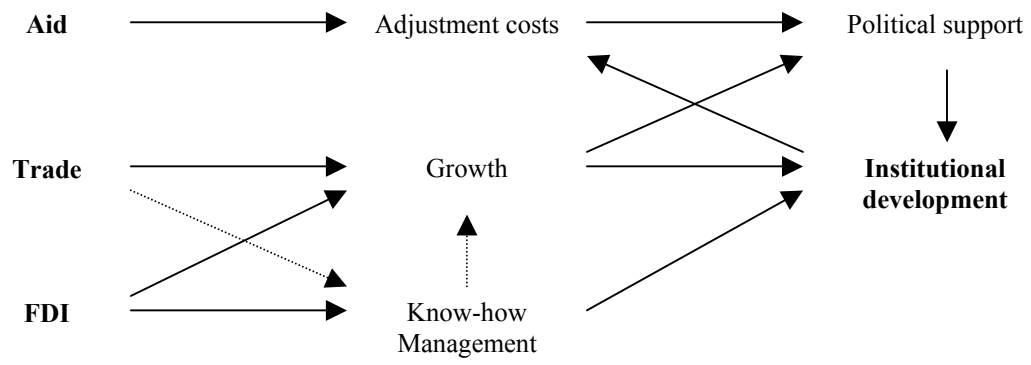 Aid
Adjustment costs
Political support
Trade
Growth
Institutional
development
FDI
Know-how
Management